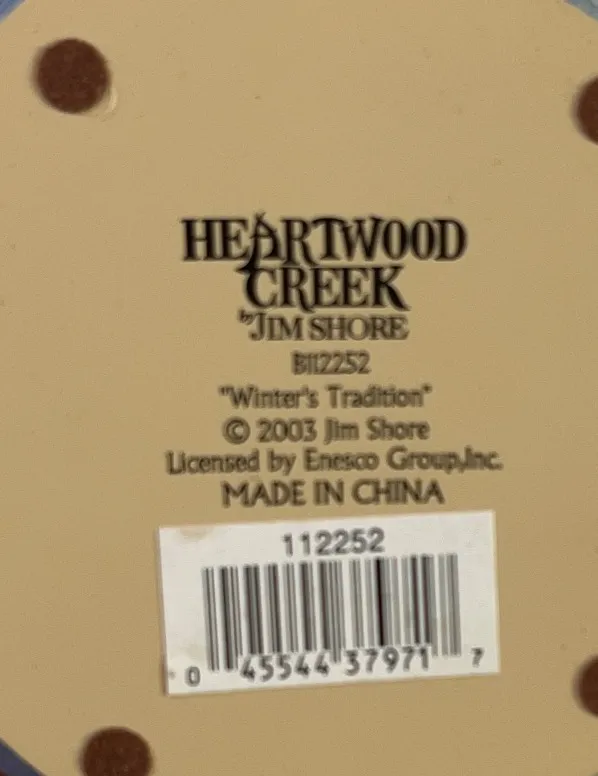 HEARTWOOD
CREEK
by JIM SHORE
B112252
"Winter's Tradition"
© 2003 Jim Shore
Licensed by Enesco Group,Inc.
MADE IN CHINA
112252
0 45544 37971 7